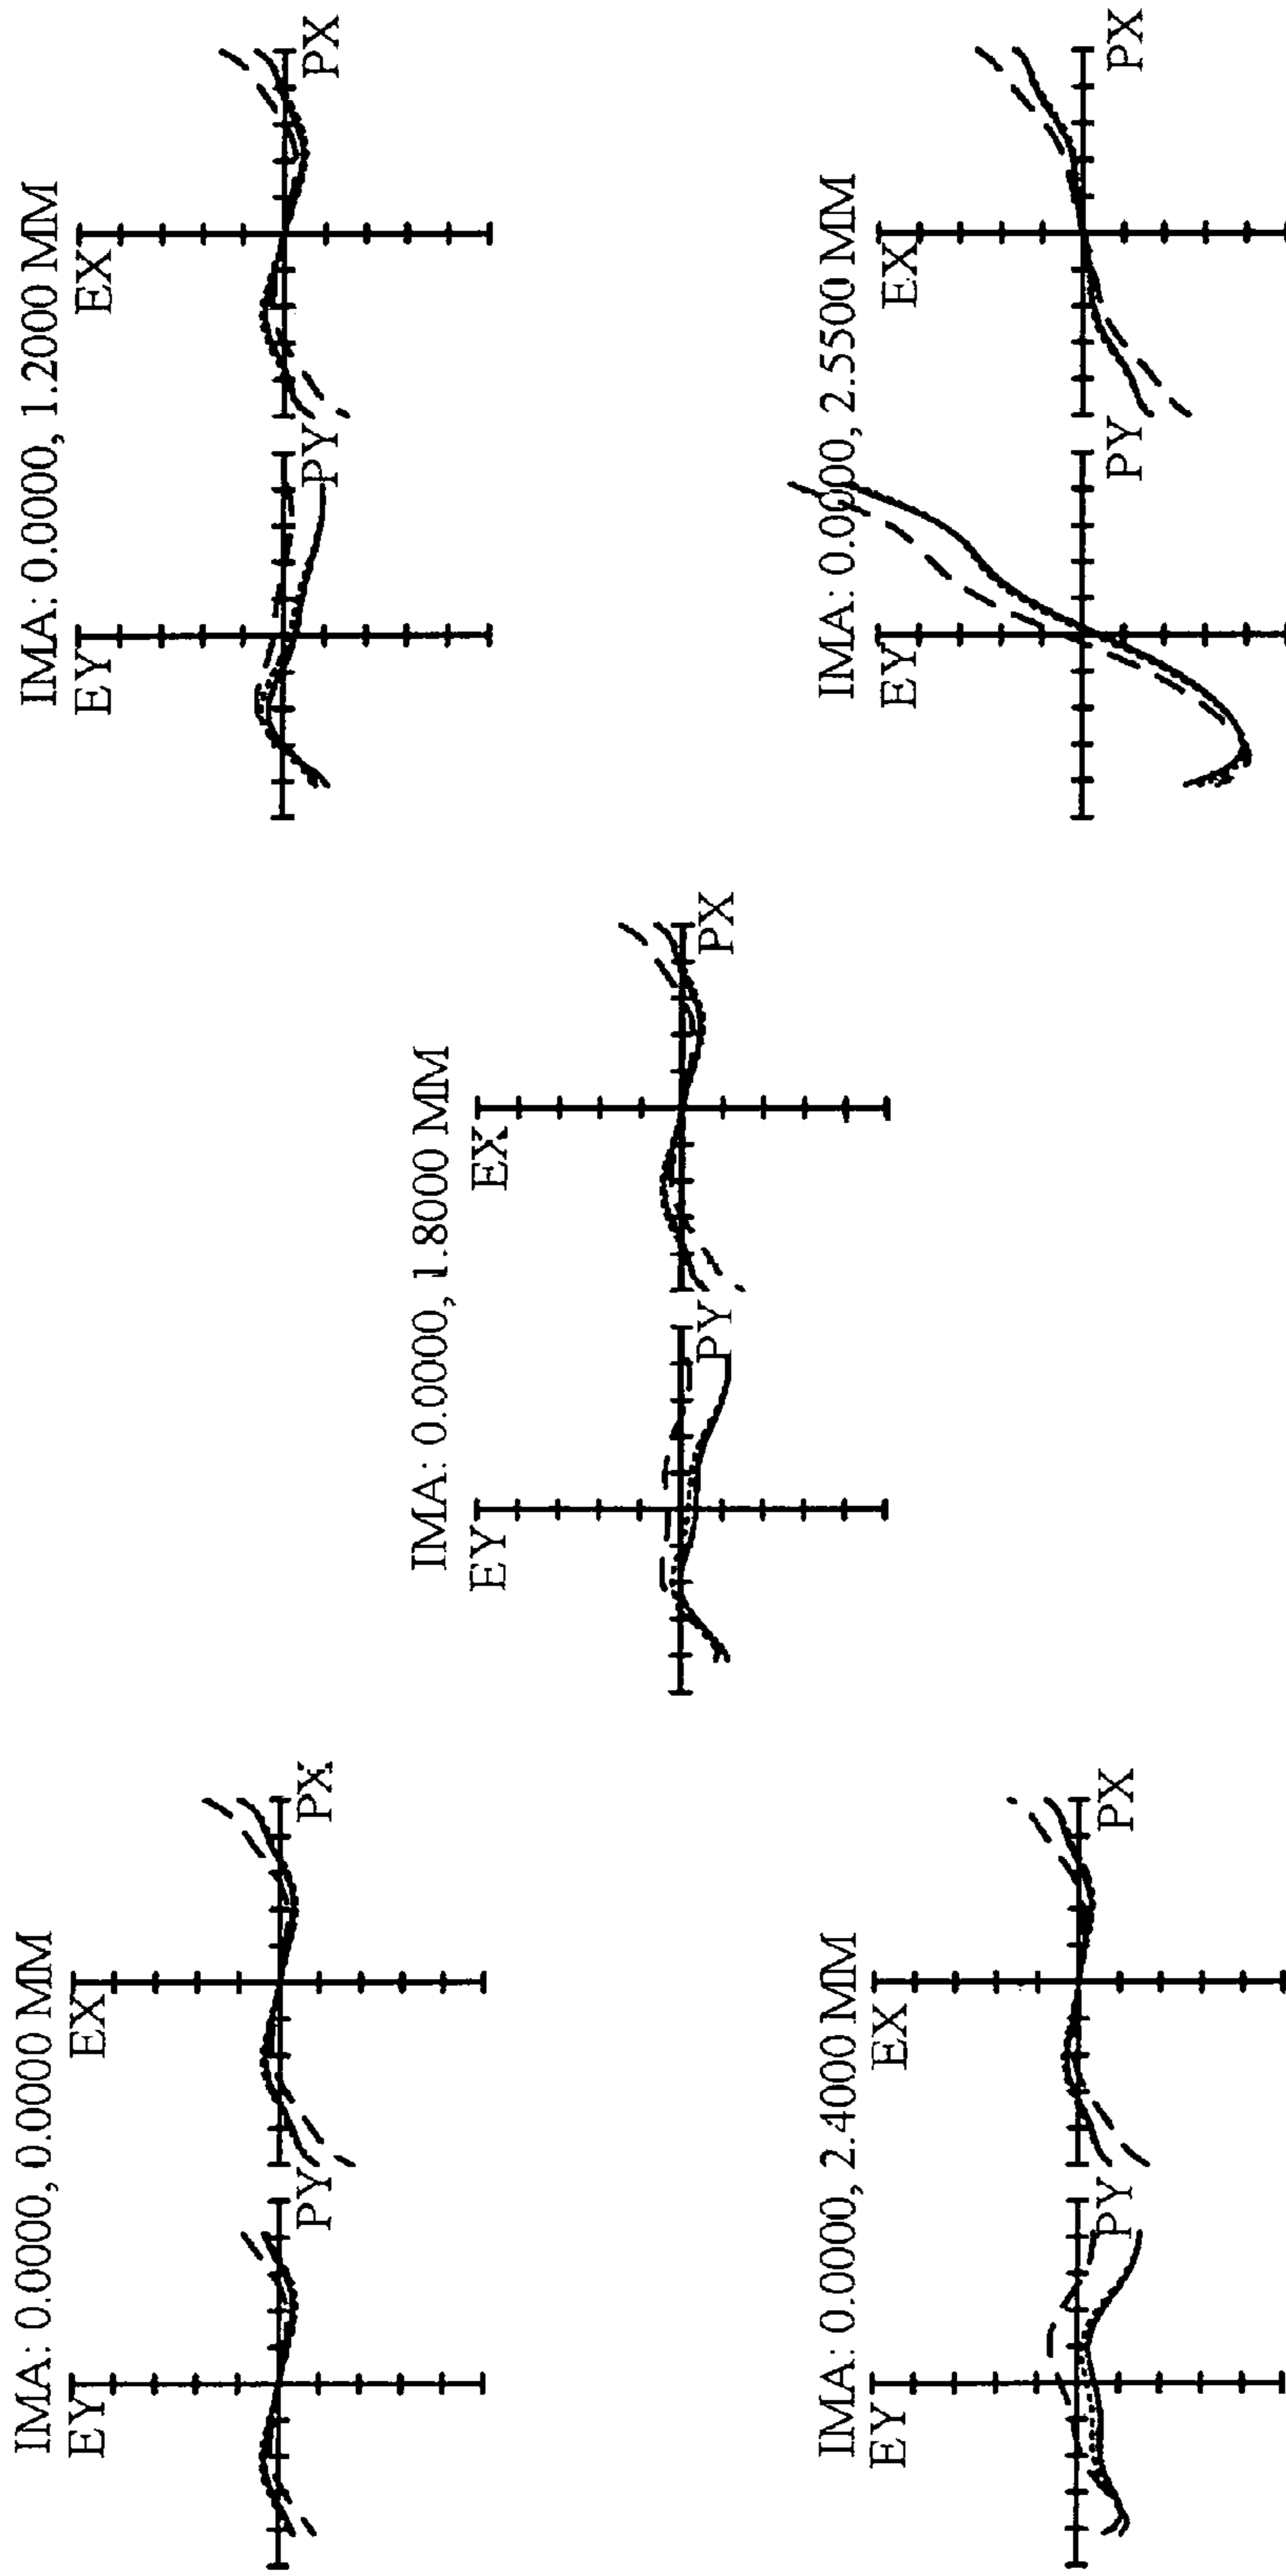 IMA: 0.0000, 0.0000 MM
EY
PY
EX
PX
IMA: 0.0000, 1.2000 MM
EY
PY
EX
PX
IMA: 0.0000, 1.8000 MM
EY
PY
EX
PX
IMA: 0.0000, 2.4000 MM
EY
PY
EX
PX
IMA: 0.0000, 2.5500 MM
EY
PY
EX
PX